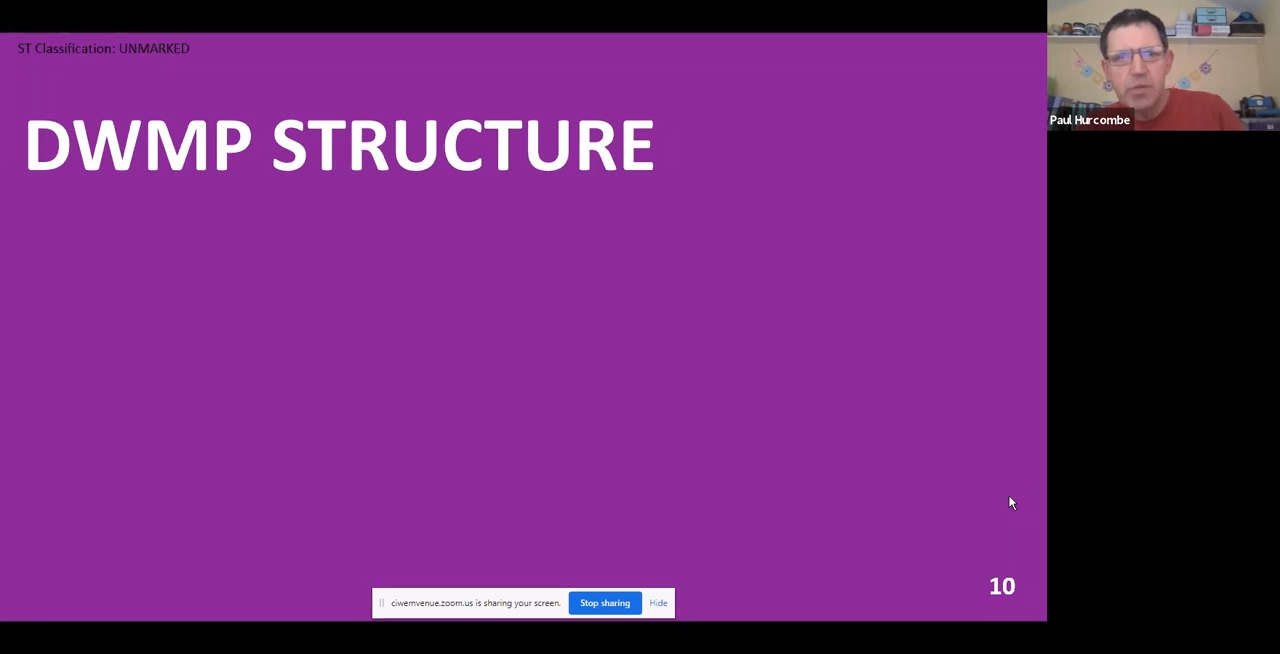 ST Classification: UNMARKED
DWMP STRUCTURE
Paul Hurcombe
10
ciwemvenue.zoom.us is sharing your screen. Stop sharing Hide